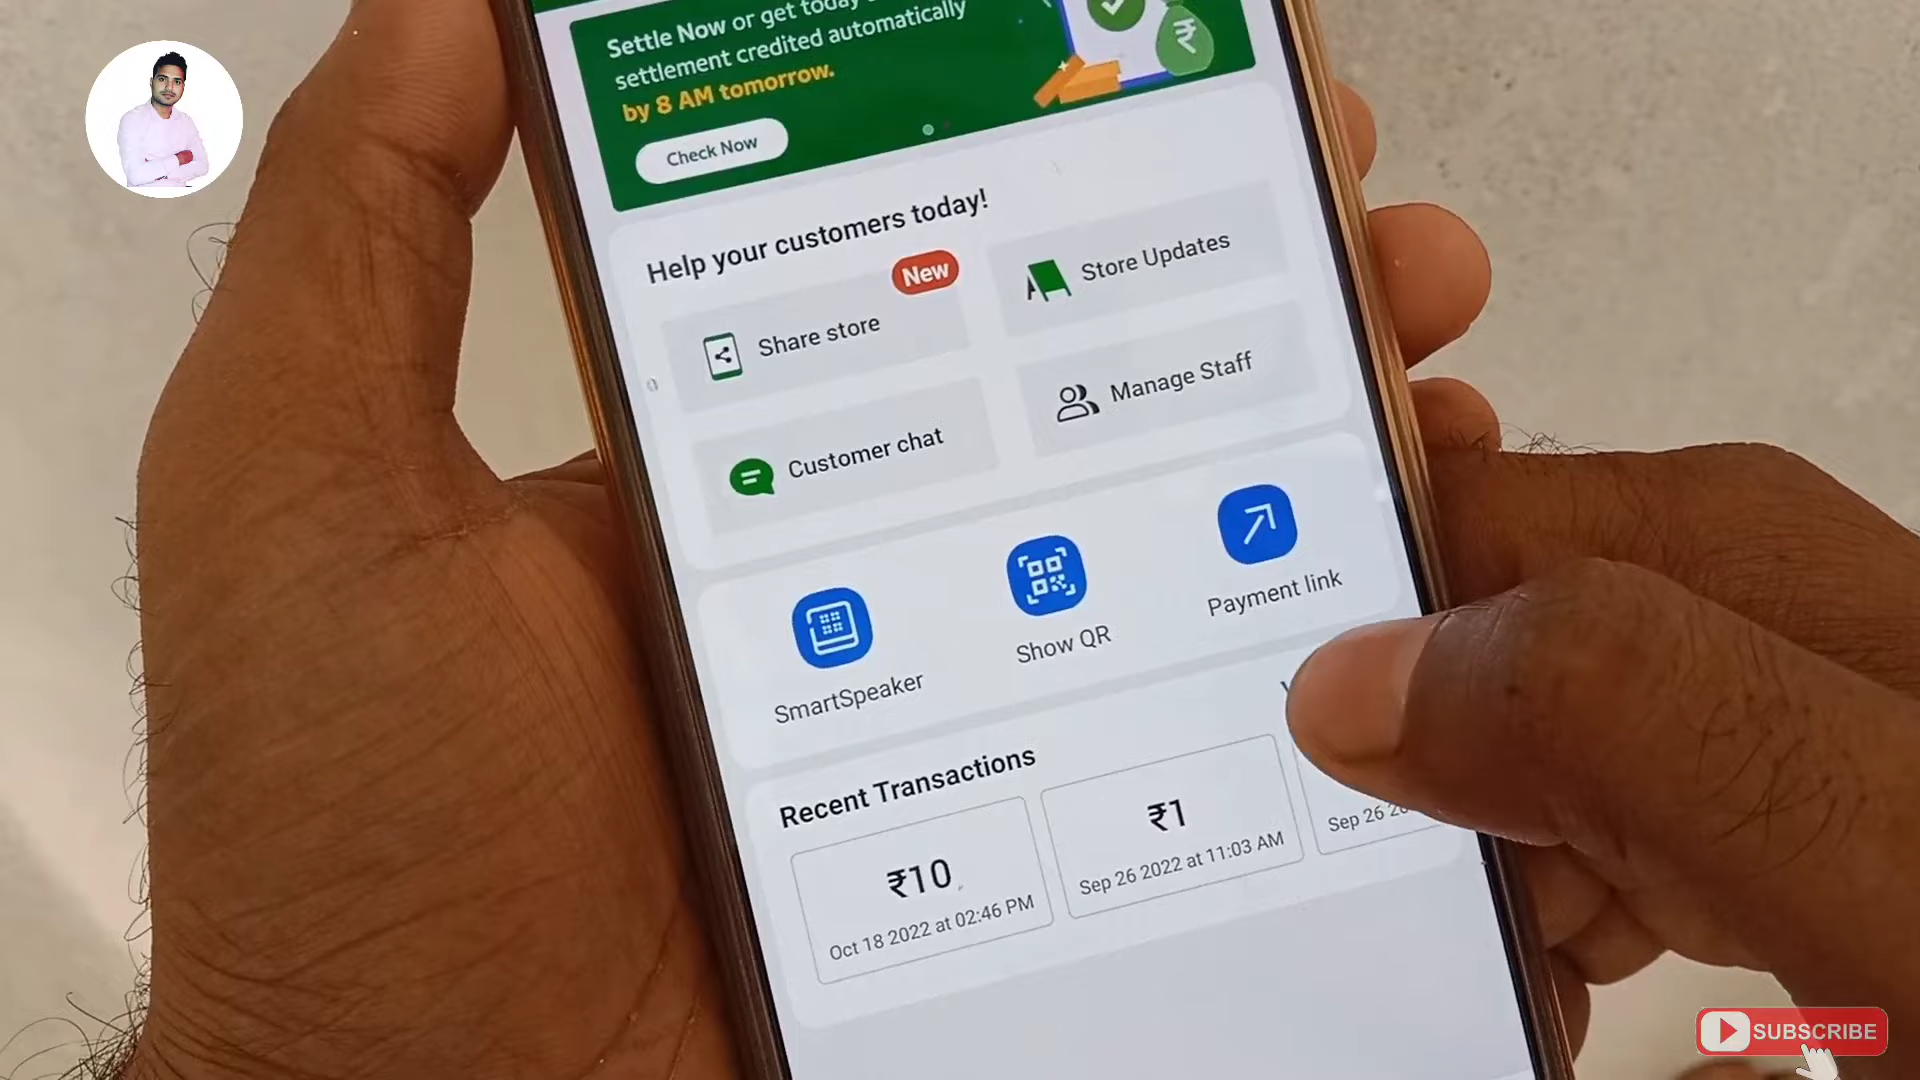 Settle Now or get today
settlement credited automatically
by 8 AM tomorrow.
Check Now
Help your customers today!
New
Share store
Store Updates
Customer chat
Manage Staff
SmartSpeaker
Show QR
Payment link
Recent Transactions
₹10
Oct 18 2022 at 02:46 PM
₹1
Sep 26 2022 at 11:03 AM
Sep 26
SUBSCRIBE